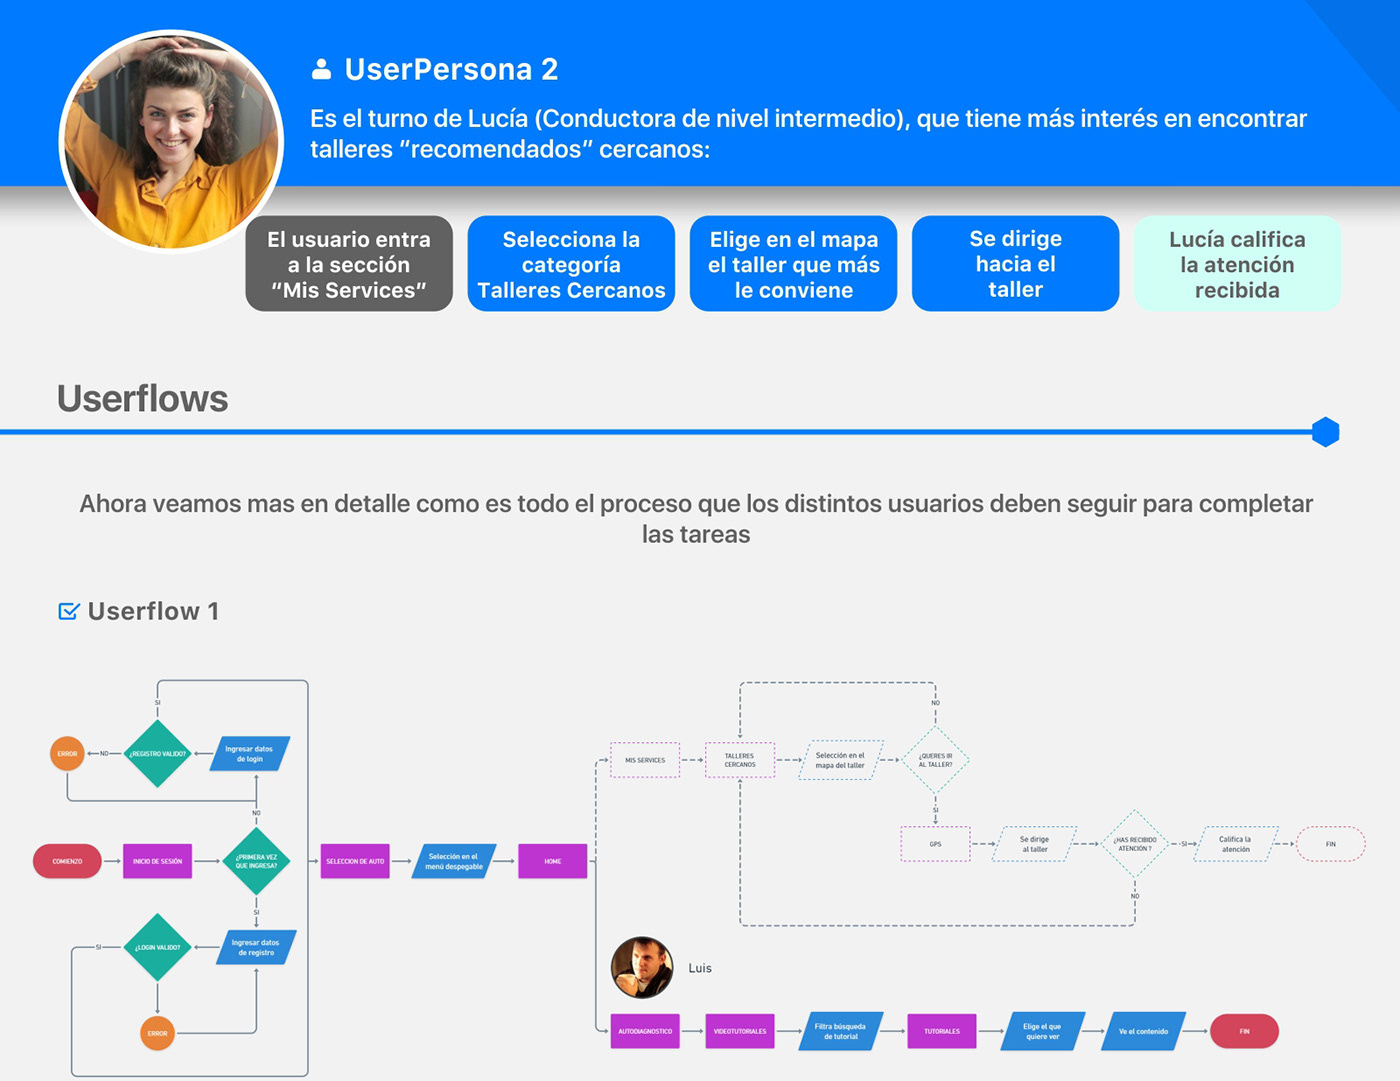 UserPersona 2
Es el turno de Lucía (Conductora de nivel intermedio), que tiene más interés en encontrar
talleres “recomendados” cercanos:
El usuario entra
a la sección
“Mis Services”
Selecciona la
categoría
Talleres Cercanos
Elige en el mapa
el taller que más
le conviene
Se dirige
hacia el
taller
Lucía califica
la atención
recibida
Userflows
Ahora veamos mas en detalle como es todo el proceso que los distintos usuarios deben seguir para completar
las tareas
Userflow 1
SI
ERROR
NO
¿REGISTRO VALIDO?
Ingresar datos
de login
NO
COMIENZO
INICIO DE SESIÓN
¿PRIMERA VEZ
QUE INGRESA?
SELECCION DE AUTO
Selección en el
menú despegable
HOME
SI
SI
¿LOGIN VALIDO?
Ingresar datos
de registro
ERROR
NO
MIS SERVICES
TALLERES
CERCANOS
Selección en el
mapa del taller
¿QUERES IR
AL TALLER?
SI
GPS
Se dirige
al taller
¿HAS RECIBIDO
ATENCIÓN ?
SI
Califica la
atención
FIN
NO
Luis
AUTODIAGNOSTICO
VIDEOTUTORIALES
Filtra búsqueda
de tutorial
TUTORIALES
Elige el que
quiere ver
Ve el contenido
FIN